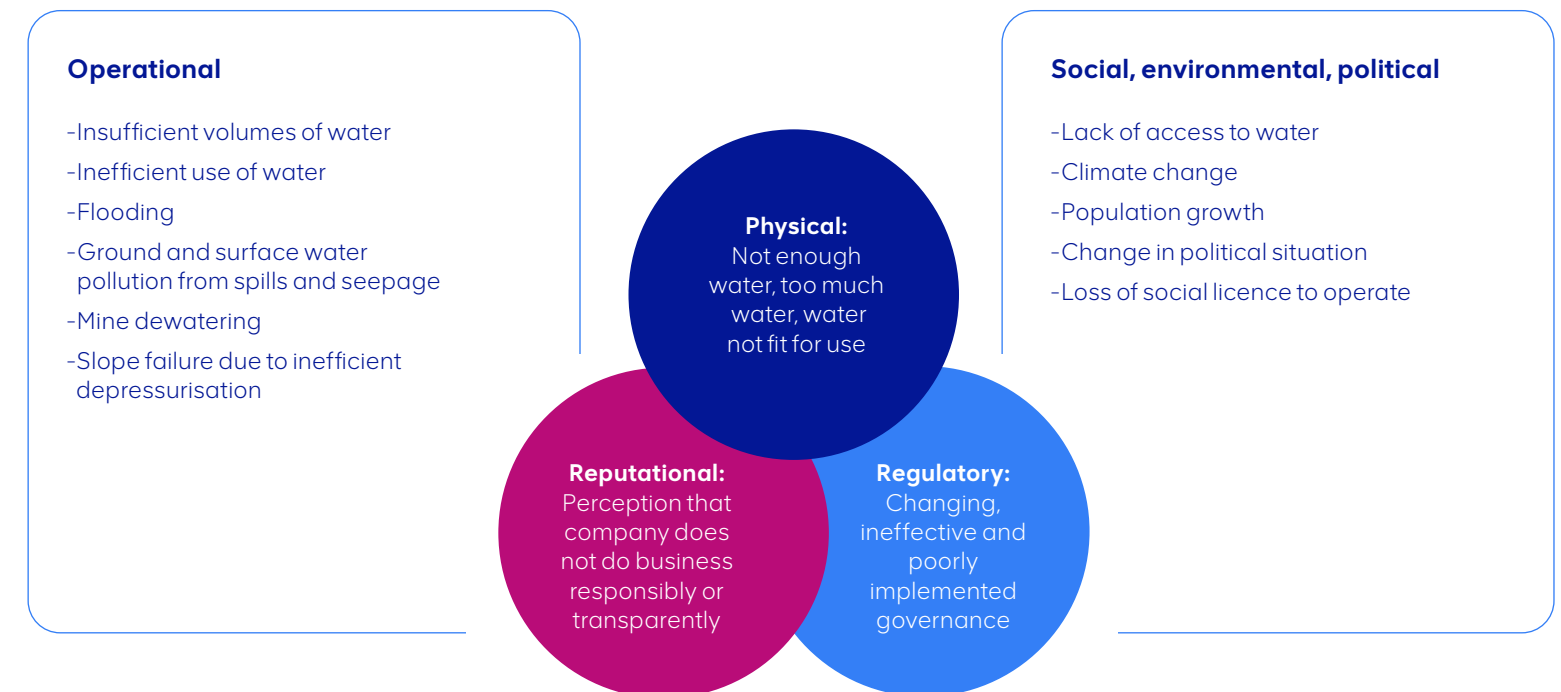 Operational
-Insufficient volumes of water
-Inefficient use of water
-Flooding
-Ground and surface water
pollution from spills and seepage
-Mine dewatering
-Slope failure due to inefficient
depressurisation
Physical:
Not enough
water, too much
water, water
not fit for use
Reputational:
Perception that
company does
not do business
responsibly or
transparently
Regulatory:
Changing,
ineffective and
poorly
implemented
governance
Social, environmental, political
-Lack of access to water
-Climate change
-Population growth
-Change in political situation
-Loss of social licence to operate